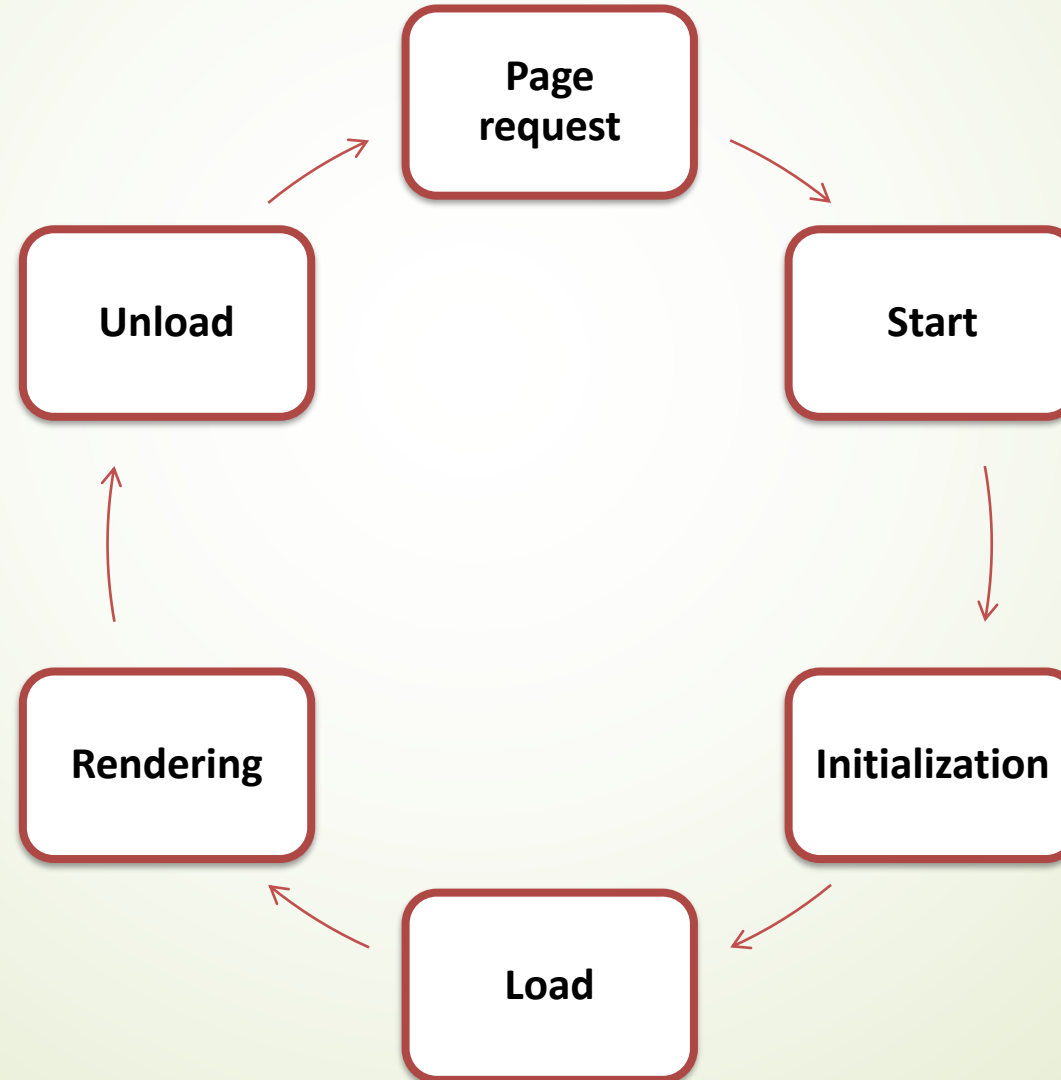 Page
request
Start
Initialization
Load
Rendering
Unload